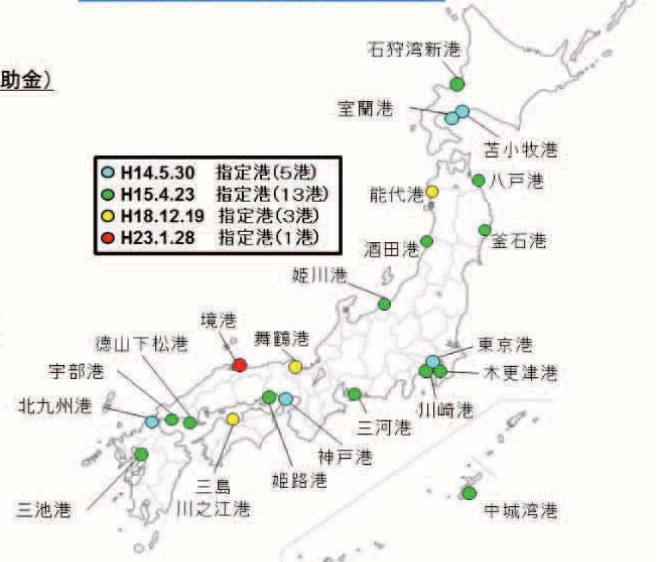 助金)
石狩湾新港
室蘭港
苫小牧港
H14.5.30 指定港(5港)
H15.4.23 指定港(13港)
H18.12.19 指定港(3港)
H23.1.28 指定港(1港)
能代港
八戸港
酒田港
釜石港
姫川港
境港
舞鶴港
徳山下松港
東京港
宇部港
木更津港
北九州港
川崎港
三河港
神戸港
姫路港
三島
川之江港
三池港
中城湾港